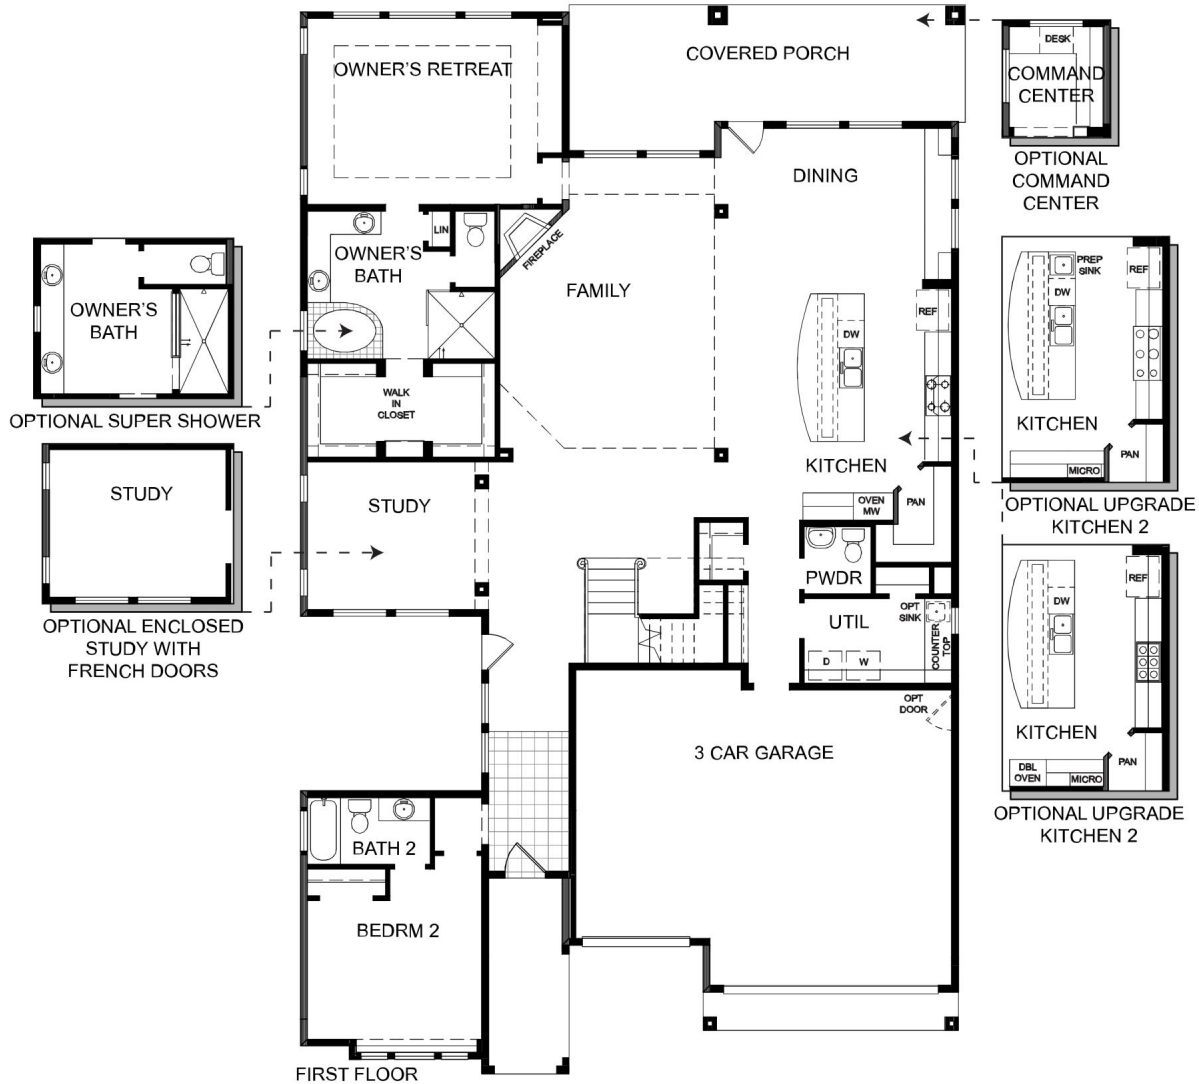 OWNER'S RETREAT
COVERED PORCH
DESK
COMMAND
CENTER
OPTIONAL
COMMAND
CENTER
DINING
LIN
OWNER'S
BATH
FIREPLACE
FAMILY
OWNER'S
BATH
OPTIONAL SUPER SHOWER
WALK
IN
CLOSET
REF
DW
KITCHEN
OVEN
MW
PAN
PREP
SINK
REF
DW
KITCHEN
PAN
MICRO
OPTIONAL UPGRADE
KITCHEN 2
STUDY
STUDY
OPTIONAL ENCLOSED
STUDY WITH
FRENCH DOORS
PWDR
UTIL
OPT
SINK
COUNTER
TOP
D
W
OPT
DOOR
REF
DW
KITCHEN
PAN
DBL
OVEN
MICRO
OPTIONAL UPGRADE
KITCHEN 2
3 CAR GARAGE
BATH 2
BEDRM 2
FIRST FLOOR